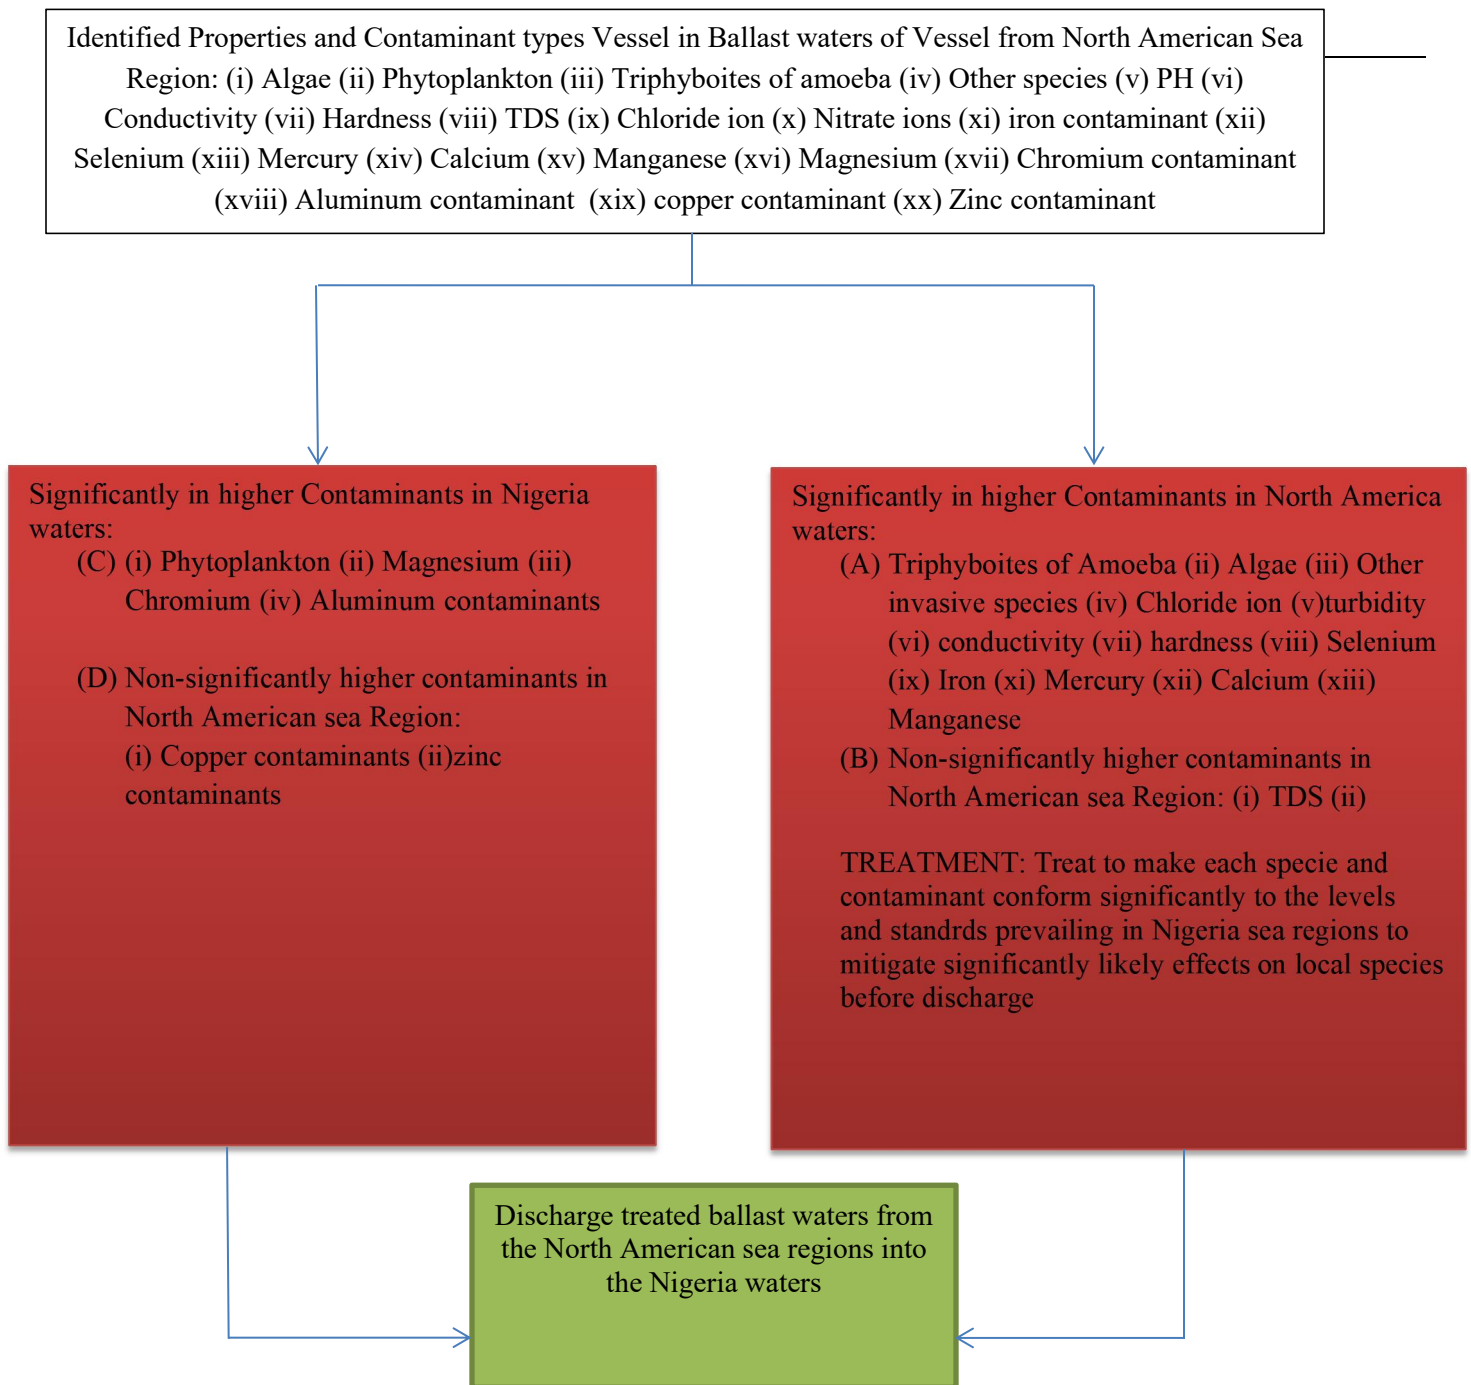 Identified Properties and Contaminant types Vessel in Ballast waters of Vessel from North American Sea
Region: (i) Algae (ii) Phytoplankton (iii) Triphyboites of amoeba (iv) Other species (v) PH (vi)
Conductivity (vii) Hardness (viii) TDS (ix) Chloride ion (x) Nitrate ions (xi) iron contaminant (xii)
Selenium (xiii) Mercury (xiv) Calcium (xv) Manganese (xvi) Magnesium (xvii) Chromium contaminant
(xviii) Aluminum contaminant (xix) copper contaminant (xx) Zinc contaminant
Significantly in higher Contaminants in Nigeria
waters:
(C) (i) Phytoplankton (ii) Magnesium (iii)
Chromium (iv) Aluminum contaminants
(D) Non-significantly higher contaminants in
North American sea Region:
(i) Copper contaminants (ii)zinc
contaminants
Significantly in higher Contaminants in North America
waters:
(A) Triphyboites of Amoeba (ii) Algae (iii) Other
invasive species (iv) Chloride ion (v)turbidity
(vi) conductivity (vii) hardness (viii) Selenium
(ix) Iron (xi) Mercury (xii) Calcium (xiii)
Manganese
(B) Non-significantly higher contaminants in
North American sea Region: (i) TDS (ii)
TREATMENT: Treat to make each specie and
contaminant conform significantly to the levels
and standrds prevailing in Nigeria sea regions to
mitigate significantly likely effects on local species
before discharge
Discharge treated ballast waters from
the North American sea regions into
the Nigeria waters